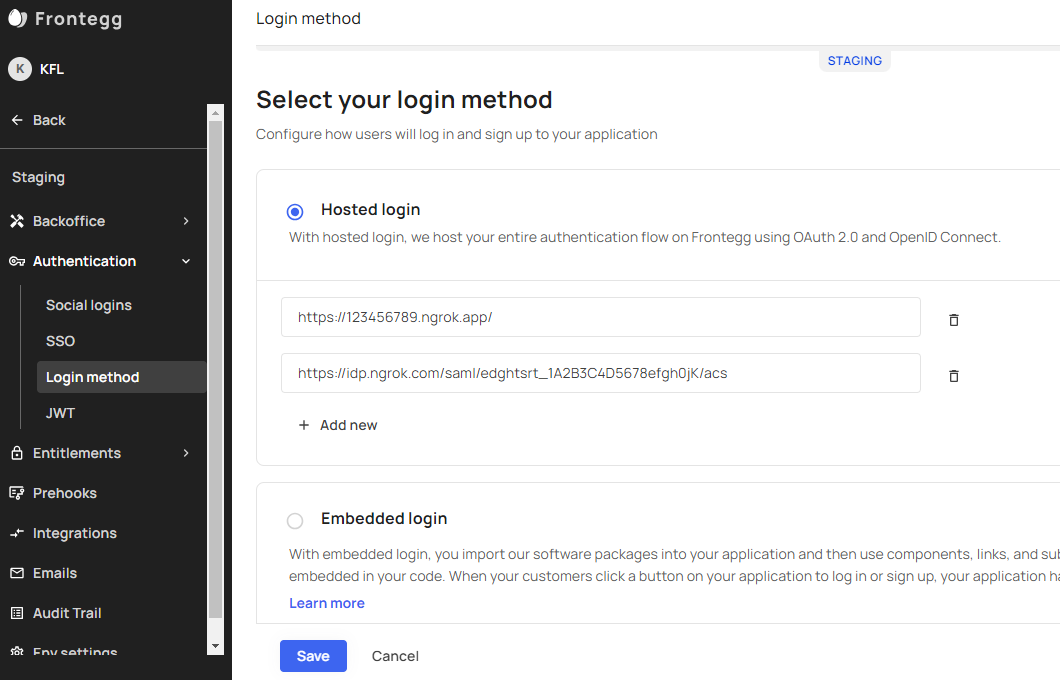 Frontegg
K KFL
Back
Staging
Backoffice
Authentication
Social logins
SSO
Login method
JWT
Entitlements
Prehooks
Integrations
Emails
Audit Trail
Env settings
Login method
STAGING
Select your login method
Configure how users will log in and sign up to your application
Hosted login
With hosted login, we host your entire authentication flow on Frontegg using OAuth 2.0 and OpenID Connect.
https://123456789.ngrok.app/
https://idp.ngrok.com/saml/edghtsrt_1A2B3C4D5678efgh0jK/acs
+ Add new
Embedded login
With embedded login, you import our software packages into your application and then use components, links, and
embedded in your code. When your customers click a button on your application to log in or sign up, your application
Learn more
Save Cancel